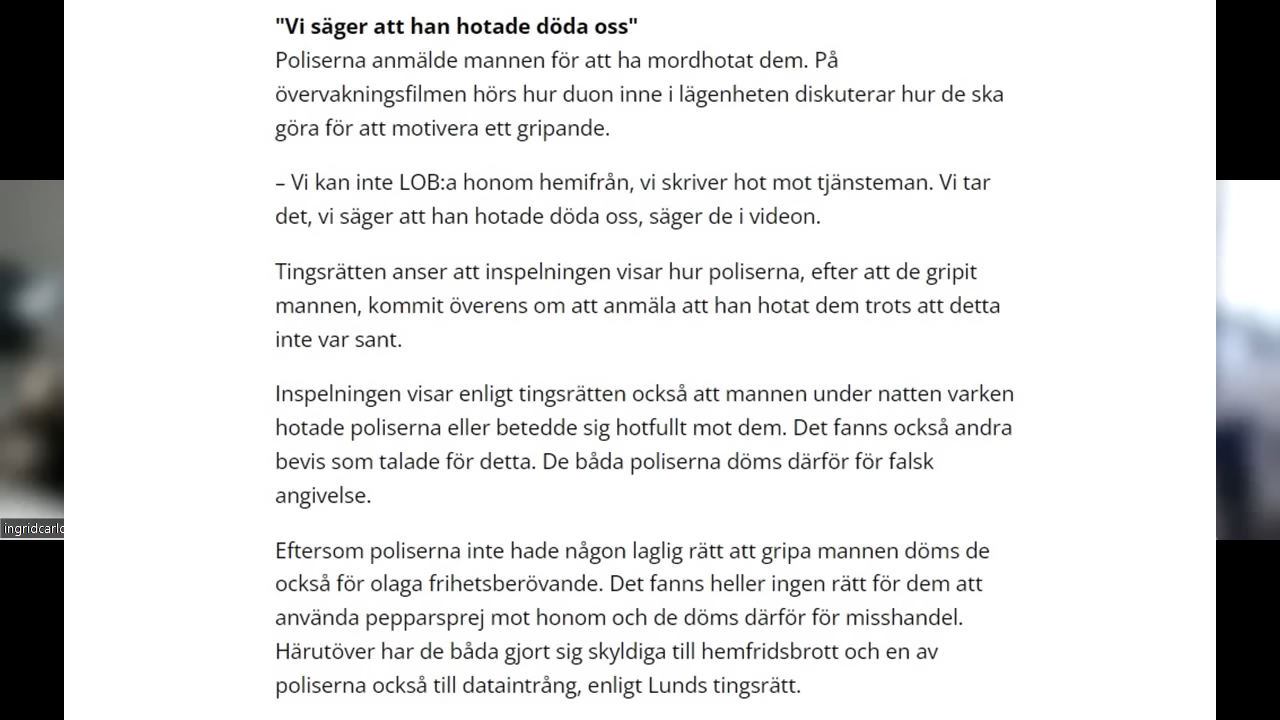 "Vi säger att han hotade döda oss"
Poliserna anmälde mannen för att ha mordhotat dem. På
övervakningsfilmen hörs hur duon inne i lägenheten diskuterar hur de ska
göra för att motivera ett gripande.
– Vi kan inte LOB:a honom hemifrån, vi skriver hot mot tjänsteman. Vi tar
det, vi säger att han hotade döda oss, säger de i videon.
Tingsrätten anser att inspelningen visar hur poliserna, efter att de gripit
mannen, kommit överens om att anmäla att han hotat dem trots att detta
inte var sant.
Inspelningen visar enligt tingsrätten också att mannen under natten varken
hotade poliserna eller betedde sig hotfullt mot dem. Det fanns också andra
bevis som talade för detta. De båda poliserna döms därför för falsk
angivelse.
Eftersom poliserna inte hade någon laglig rätt att gripa mannen döms de
också för olaga frihetsberövande. Det fanns heller ingen rätt för dem att
använda pepparsprej mot honom och de döms därför för misshandel.
Härutöver har de båda gjort sig skyldiga till hemfridsbrott och en av
poliserna också till dataintrång, enligt Lunds tingsrätt.
ingridcarlo